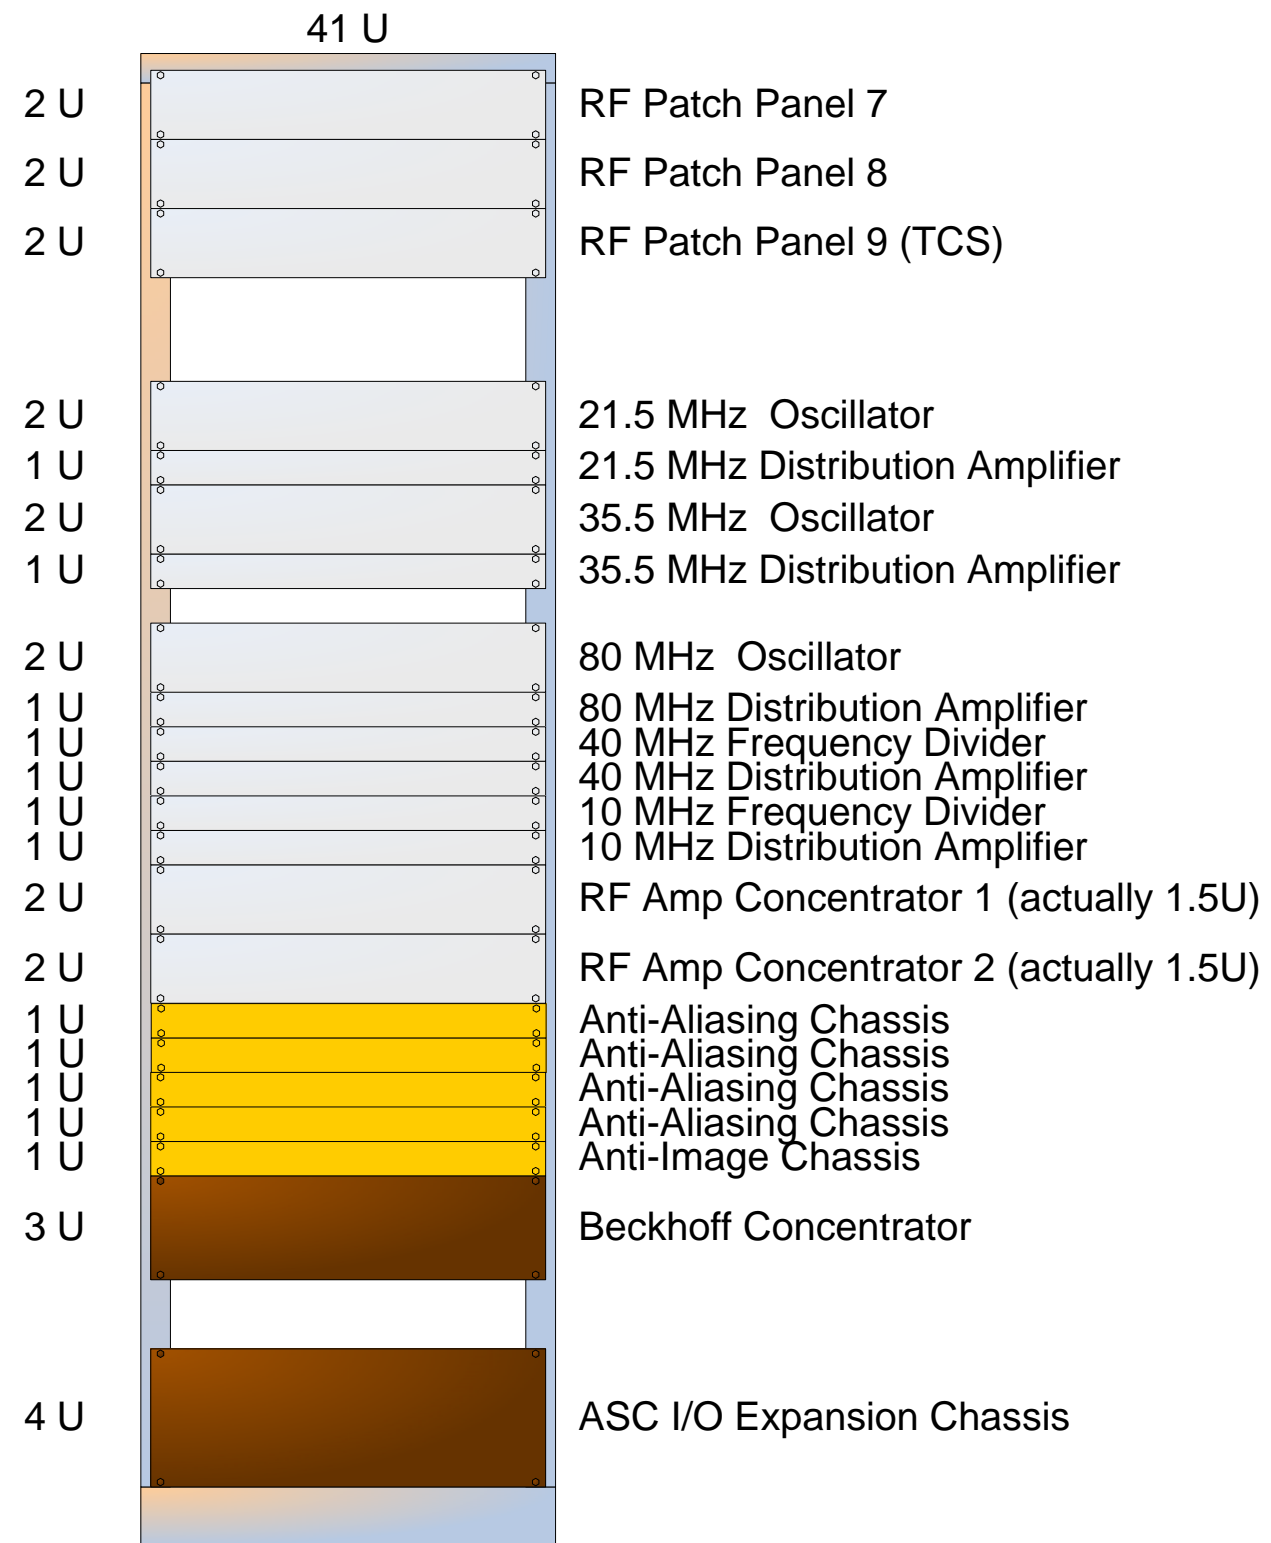 41 U
2 U RF Patch Panel 7
2 U RF Patch Panel 8
2 U RF Patch Panel 9 (TCS)
2 U 21.5 MHz  Oscillator
1 U 21.5 MHz Distribution Amplifier
2 U 35.5 MHz  Oscillator
1 U 35.5 MHz Distribution Amplifier
2 U 80 MHz  Oscillator
1 U 80 MHz Distribution Amplifier
1 U 40 MHz Frequency Divider
1 U 40 MHz Distribution Amplifier
1 U 10 MHz Frequency Divider
1 U 10 MHz Distribution Amplifier
2 U RF Amp Concentrator 1 (actually 1.5U)
2 U RF Amp Concentrator 2 (actually 1.5U)
1 U Anti-Aliasing Chassis
1 U Anti-Aliasing Chassis
1 U Anti-Aliasing Chassis
1 U Anti-Aliasing Chassis
1 U Anti-Image Chassis
3 U Beckhoff Concentrator
4 U ASC I/O Expansion Chassis